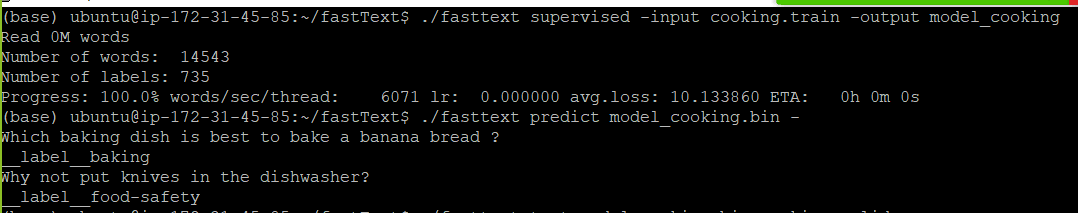 (base) ubuntu@ip-172-31-45-85:~/fastText$ ./fasttext supervised -input cooking.train -output model_cooking
Read 0M words
Number of words:  14543
Number of labels: 735
Progress: 100.0% words/sec/thread:    6071 lr:  0.000000 avg.loss: 10.133860 ETA:   0h 0m 0s
(base) ubuntu@ip-172-31-45-85:~/fastText$ ./fasttext predict model_cooking.bin -
Which baking dish is best to bake a banana bread ?
__label__baking
Why not put knives in the dishwasher?
__label__food-safety